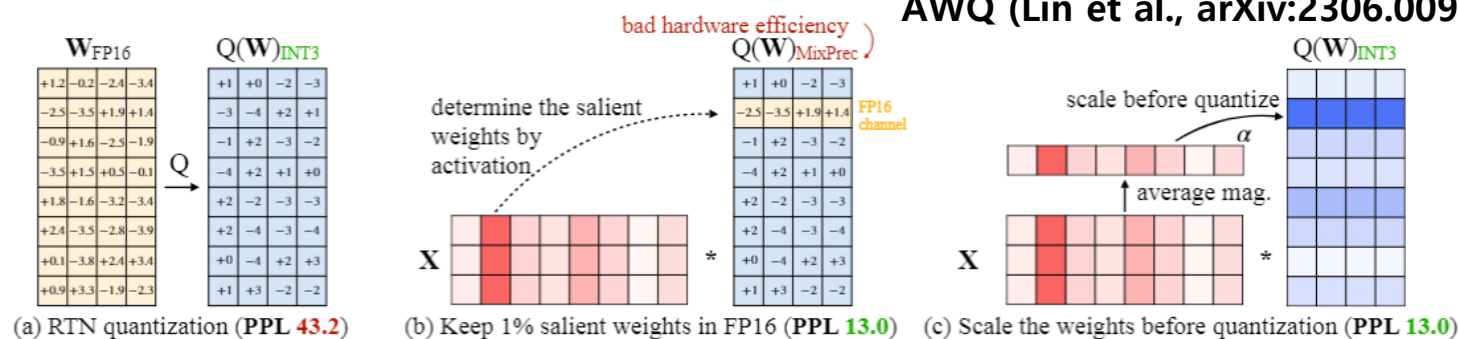 AWQ (Lin et al., arXiv:2306.009
bad hardware efficiency
W_FP16
Q(W)_INT3
+1.2 −0.2 −2.4 −3.4
−2.5 −3.5 +1.9 +1.4
−0.9 +1.6 −2.5 −1.9
−3.5 +1.5 +0.5 −0.1
+1.8 −1.6 −3.2 −3.4
+2.4 −3.5 −2.8 −3.9
+0.1 −3.8 +2.4 +3.4
+0.9 +3.3 −1.9 −2.3
Q
+1 +0 −2 −3
−3 −4 +2 +1
−1 +2 −3 −2
−4 +2 +1 +0
+2 −2 −3 −3
+2 −4 −3 −4
+0 −4 +2 +3
+1 +3 −2 −2
(a) RTN quantization (PPL 43.2)
Q(W)_MixPrec
determine the salient
weights by
activation
+1 +0 −2 −3
−2.5 −3.5 +1.9 +1.4
FP16
channel
−1 +2 −3 −2
−4 +2 +1 +0
+2 −2 −3 −3
+2 −4 −3 −4
+0 −4 +2 +3
+1 +3 −2 −2
X
*
(b) Keep 1% salient weights in FP16 (PPL 13.0)
Q(W)_INT3
scale before quantize
α
average mag.
X
*
(c) Scale the weights before quantization (PPL 13.0)